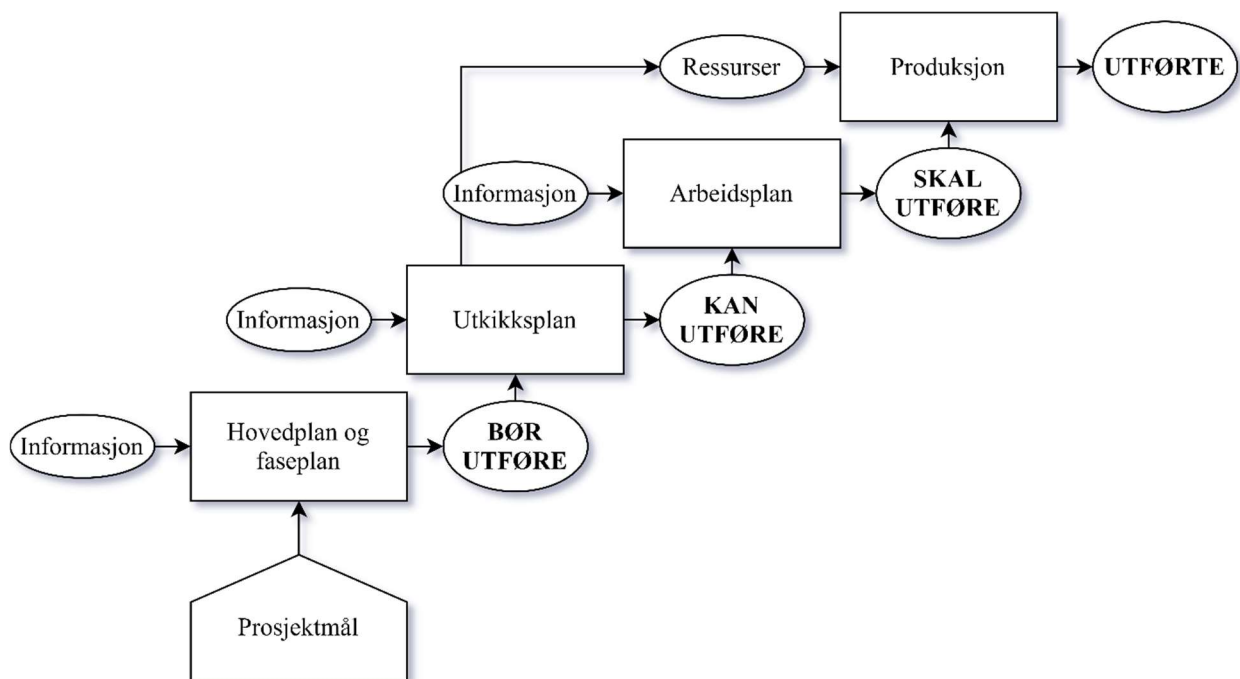 Ressurser
Produksjon
UTFØRTE
Informasjon
Arbeidsplan
SKAL
UTFØRE
Informasjon
Utkikksplan
KAN
UTFØRE
Informasjon
Hovedplan og
faseplan
BØR
UTFØRE
Prosjektmål